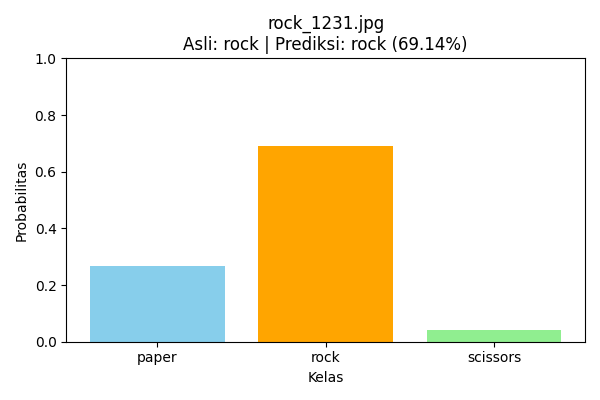 rock_1231.jpg
Asli: rock | Prediksi: rock (69.14%)
1.0
0.8
0.6
0.4
0.2
0.0
Probabilitas
paper
rock
scissors
Kelas